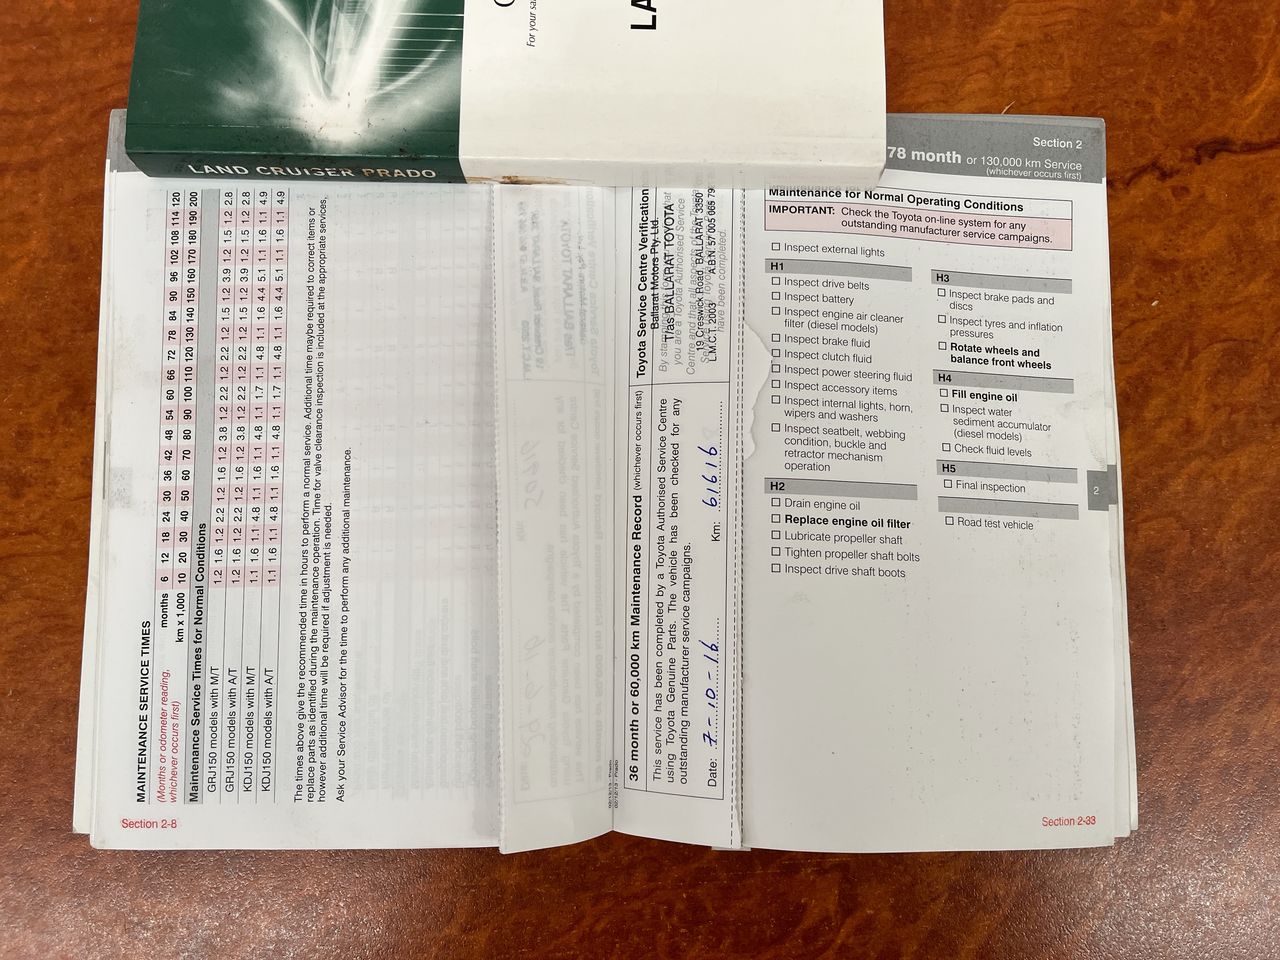 For your sa
LA
LAND CRUISER PRADO
MAINTENANCE SERVICE TIMES
(Months or odometer reading,
whichever occurs first)
months 6 12 18 24 30 36 42 48 54 60 66 72 78 84 90 96 102 108 114 120
km x 1,000 10 20 30 40 50 60 70 80 90 100 110 120 130 140 150 160 170 180 190 200
Maintenance Service Times for Normal Conditions
GRJ150 models with M/T 1.2 1.6 1.2 2.2 1.2 1.6 1.2 3.8 1.2 2.2 1.2 2.2 1.2 1.5 1.2 3.9 1.2 1.5 1.2 2.8
GRJ150 models with A/T 1.2 1.6 1.2 2.2 1.2 1.6 1.2 3.8 1.2 2.2 1.2 2.2 1.2 1.5 1.2 3.9 1.2 1.5 1.2 2.8
KDJ150 models with M/T 1.1 1.6 1.1 4.8 1.1 1.6 1.1 4.8 1.1 1.7 1.1 4.8 1.1 1.6 4.4 5.1 1.1 1.6 1.1 4.9
KDJ150 models with A/T 1.1 1.6 1.1 4.8 1.1 1.6 1.1 4.8 1.1 1.7 1.1 4.8 1.1 1.6 4.4 5.1 1.1 1.6 1.1 4.9
The times above give the recommended time in hours to perform a normal service. Additional time maybe required to correct items or
replace parts as identified during the maintenance operation. Time for valve clearance inspection is included at the appropriate services,
however additional time will be required if adjustment is needed.
Ask your Service Advisor for the time to perform any additional maintenance.
Section 2-8
36 month or 60,000 km Maintenance Record (whichever occurs first)
This service has been completed by a Toyota Authorised Service Centre
using Toyota Genuine Parts. The vehicle has been checked for any
outstanding manufacturer service campaigns.
Date: 7-10-16 Km: 61616
Toyota Service Centre Verification
Ballarat Motors Pty. Ltd.
T/as BALLARAT TOYOTA
19 Creswick Road, BALLARAT 3350
L.M.C.T. 2003 A.B.N. 57 005 065 79
By stamp
you are a Toyota Authorised Service
Centre and that all
have been completed.
Section 2
78 month or 130,000 km Service
(whichever occurs first)
Maintenance for Normal Operating Conditions
IMPORTANT: Check the Toyota on-line system for any
outstanding manufacturer service campaigns.
Inspect external lights
H1
Inspect drive belts
Inspect battery
Inspect engine air cleaner
filter (diesel models)
Inspect brake fluid
Inspect clutch fluid
Inspect power steering fluid
Inspect accessory items
Inspect internal lights, horn,
wipers and washers
Inspect seatbelt, webbing
condition, buckle and
retractor mechanism
operation
H2
Drain engine oil
Replace engine oil filter
Lubricate propeller shaft
Tighten propeller shaft bolts
Inspect drive shaft boots
H3
Inspect brake pads and
discs
Inspect tyres and inflation
pressures
Rotate wheels and
balance front wheels
H4
Fill engine oil
Inspect water
sediment accumulator
(diesel models)
Check fluid levels
H5
Final inspection
Road test vehicle
2
Section 2-33